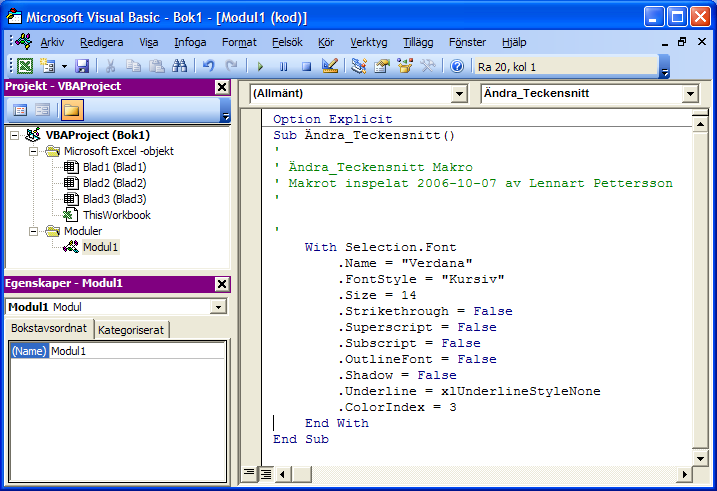 Microsoft Visual Basic - Bok1 - [Modul1 (kod)]
Arkiv Redigera Visa Infoga Format Felsök Kör Verktyg Tillägg Fönster Hjälp
Ra 20, kol 1
Projekt - VBAProject
VBAProject (Bok1)
Microsoft Excel -objekt
Blad1 (Blad1)
Blad2 (Blad2)
Blad3 (Blad3)
ThisWorkbook
Moduler
Modul1
Egenskaper - Modul1
Modul1 Modul
Bokstavsordnat Kategoriserat
(Name) Modul1
(Allmänt) Ändra_Teckensnitt
Option Explicit
Sub Ändra_Teckensnitt()
'
' Ändra_Teckensnitt Makro
' Makrot inspelat 2006-10-07 av Lennart Pettersson
'
'
With Selection.Font
.Name = "Verdana"
.FontStyle = "Kursiv"
.Size = 14
.Strikethrough = False
.Superscript = False
.Subscript = False
.OutlineFont = False
.Shadow = False
.Underline = xlUnderlineStyleNone
.ColorIndex = 3
End With
End Sub